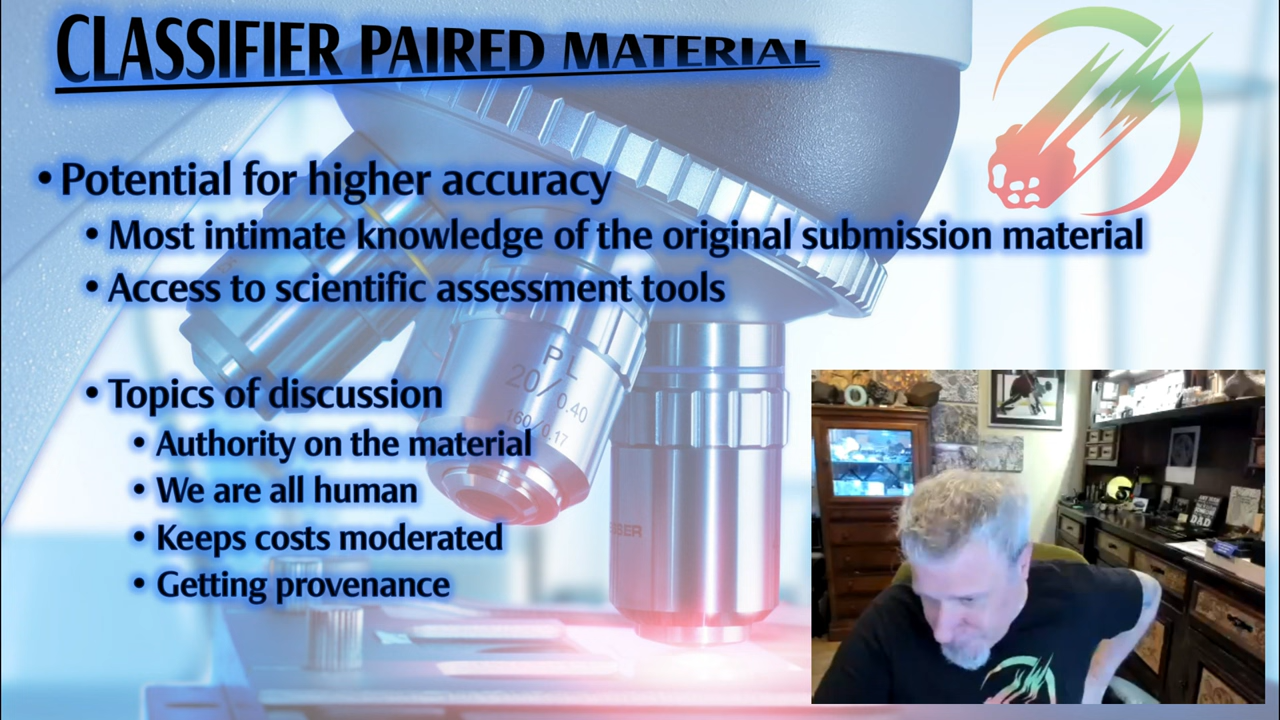 CLASSIFIER PAIRED MATERIAL
• Potential for higher accuracy
• Most intimate knowledge of the original submission material
• Access to scientific assessment tools
• Topics of discussion
• Authority on the material
• We are all human
• Keeps costs moderated
• Getting provenance
PL
20/0.40
160/0.17
DAD